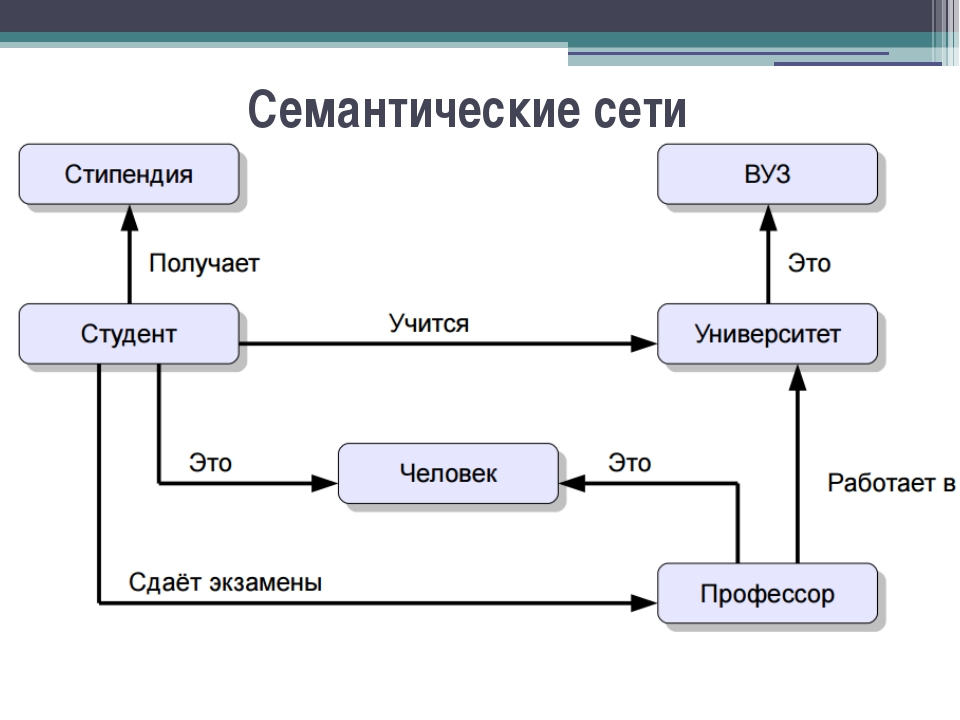 Семантические сети
Стипендия
ВУЗ
Получает
Это
Студент
Учится
Университет
Это
Человек
Это
Работает в
Сдаёт экзамены
Профессор